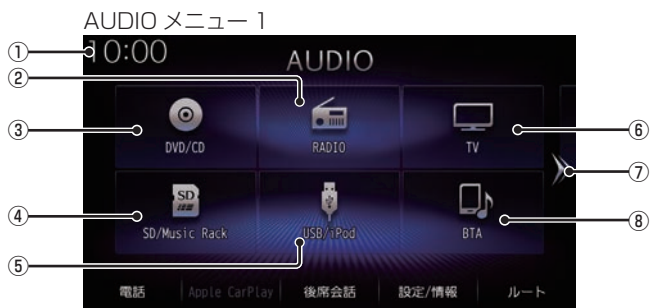 AUDIO メニュー 1
① 10:00 AUDIO
②
③ DVD/CD RADIO TV ⑥
⑦
④ SD/Music Rack USB/iPod BTA ⑧
SD
⑤
電話 Apple CarPlay 後席会話 設定/情報 ルート